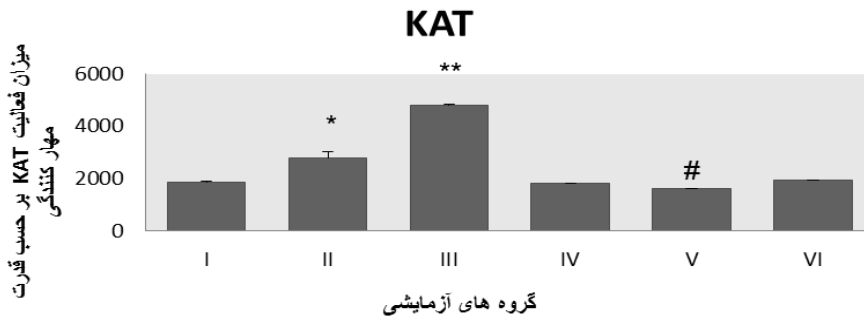 KAT
میزان فعالیت KAT بر حسب قدرت
مهار کنندگی
6000
4000
2000
0
*
**
#
I
II
III
IV
V
VI
گروه های آزمایشی